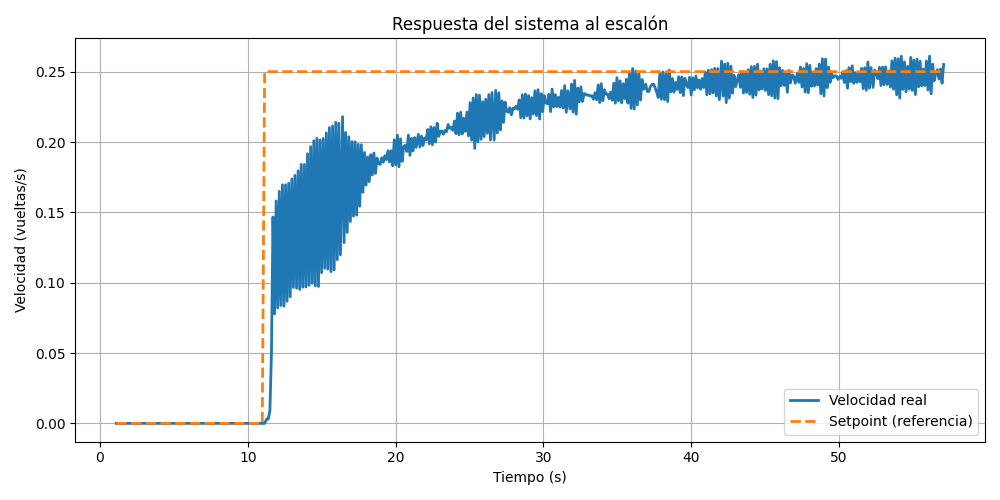 Respuesta del sistema al escalón
Velocidad (vueltas/s)
0.25
0.20
0.15
0.10
0.05
0.00
Velocidad real
Setpoint (referencia)
0 10 20 30 40 50
Tiempo (s)